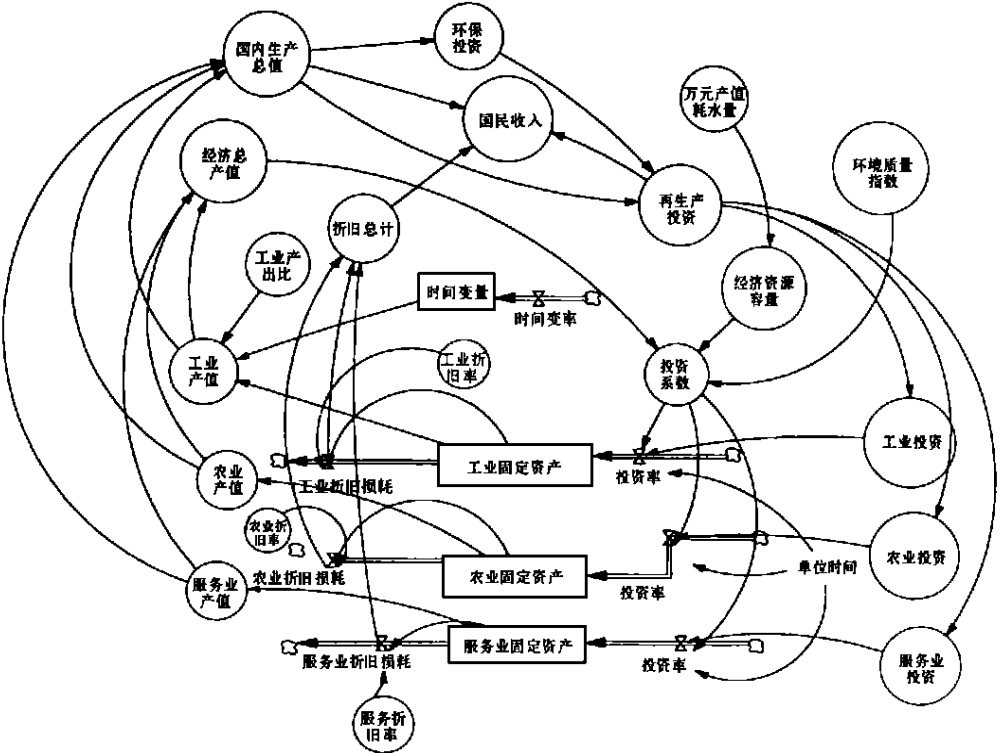 国内生产
总值
环保
投资
国民收入
万元产值
耗水量
经济总
产值
环境质量
指数
再生产
投资
折旧总计
工业产
出比
时间变量
时间变率
经济资源
容量
工业
产值
工业折
旧率
投资
系数
工业投资
工业固定资产
投资率
工业折旧损耗
农业
产值
农业折
旧率
农业折旧损耗
农业固定资产
投资率
单位时间
农业投资
服务业
产值
服务业折旧损耗
服务业固定资产
投资率
服务业
投资
服务折
旧率